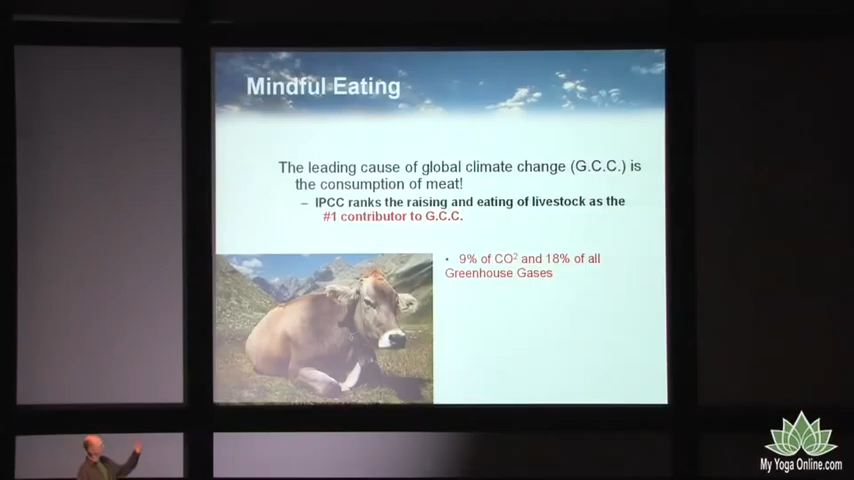 Mindful Eating
The leading cause of global climate change (G.C.C.) is
the consumption of meat!
– IPCC ranks the raising and eating of livestock as the
#1 contributor to G.C.C.
• 9% of CO² and 18% of all
Greenhouse Gases
My Yoga Online.com